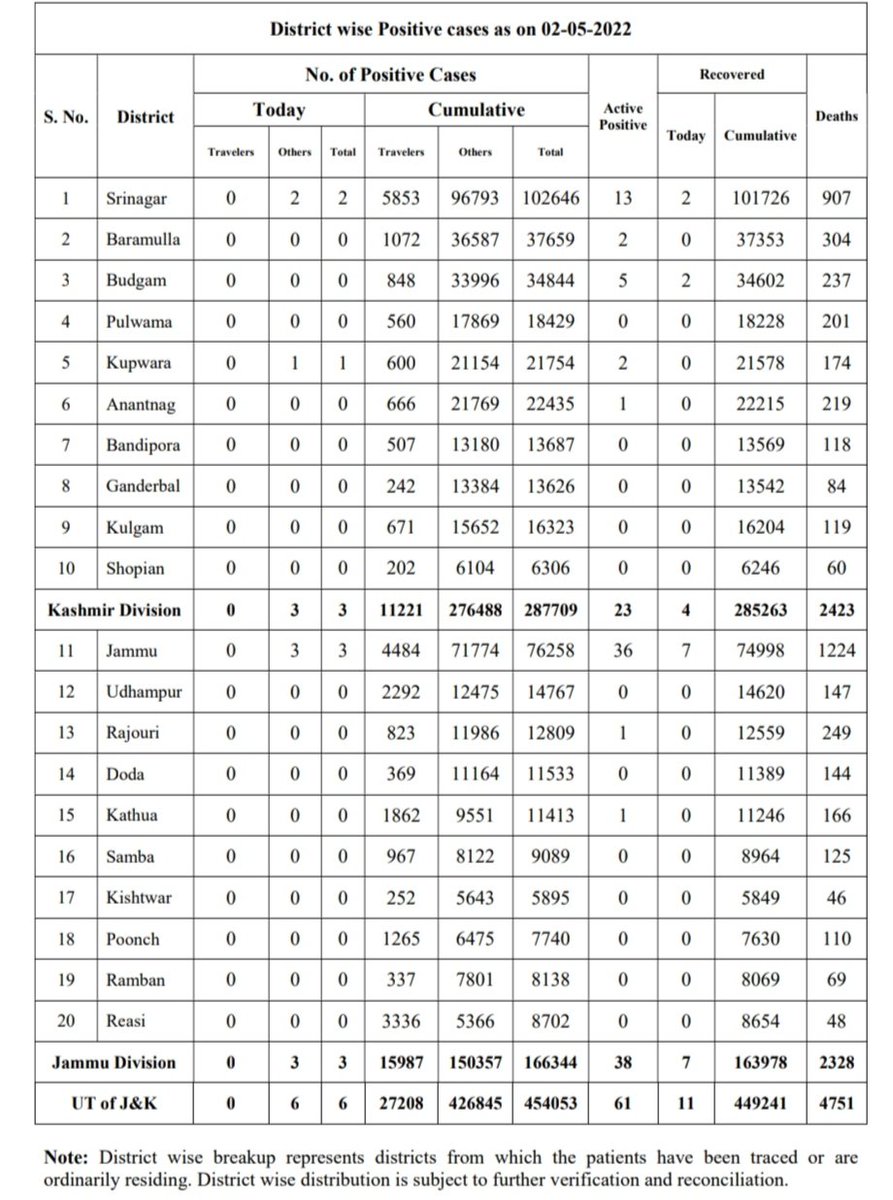 District wise Positive cases as on 02-05-2022
S. No. District No. of Positive Cases Active Positive Recovered Deaths
Today Cumulative Today Cumulative
Travelers Others Total Travelers Others Total
1 Srinagar 0 2 2 5853 96793 102646 13 2 101726 907
2 Baramulla 0 0 0 1072 36587 37659 2 0 37353 304
3 Budgam 0 0 0 848 33996 34844 5 2 34602 237
4 Pulwama 0 0 0 560 17869 18429 0 0 18228 201
5 Kupwara 0 1 1 600 21154 21754 2 0 21578 174
6 Anantnag 0 0 0 666 21769 22435 1 0 22215 219
7 Bandipora 0 0 0 507 13180 13687 0 0 13569 118
8 Ganderbal 0 0 0 242 13384 13626 0 0 13542 84
9 Kulgam 0 0 0 671 15652 16323 0 0 16204 119
10 Shopian 0 0 0 202 6104 6306 0 0 6246 60
Kashmir Division 0 3 3 11221 276488 287709 23 4 285263 2423
11 Jammu 0 3 3 4484 71774 76258 36 7 74998 1224
12 Udhampur 0 0 0 2292 12475 14767 0 0 14620 147
13 Rajouri 0 0 0 823 11986 12809 1 0 12559 249
14 Doda 0 0 0 369 11164 11533 0 0 11389 144
15 Kathua 0 0 0 1862 9551 11413 1 0 11246 166
16 Samba 0 0 0 967 8122 9089 0 0 8964 125
17 Kishtwar 0 0 0 252 5643 5895 0 0 5849 46
18 Poonch 0 0 0 1265 6475 7740 0 0 7630 110
19 Ramban 0 0 0 337 7801 8138 0 0 8069 69
20 Reasi 0 0 0 3336 5366 8702 0 0 8654 48
Jammu Division 0 3 3 15987 150357 166344 38 7 163978 2328
UT of J&K 0 6 6 27208 426845 454053 61 11 449241 4751
Note: District wise breakup represents districts from which the patients have been traced or are
ordinarily residing. District wise distribution is subject to further verification and reconciliation.